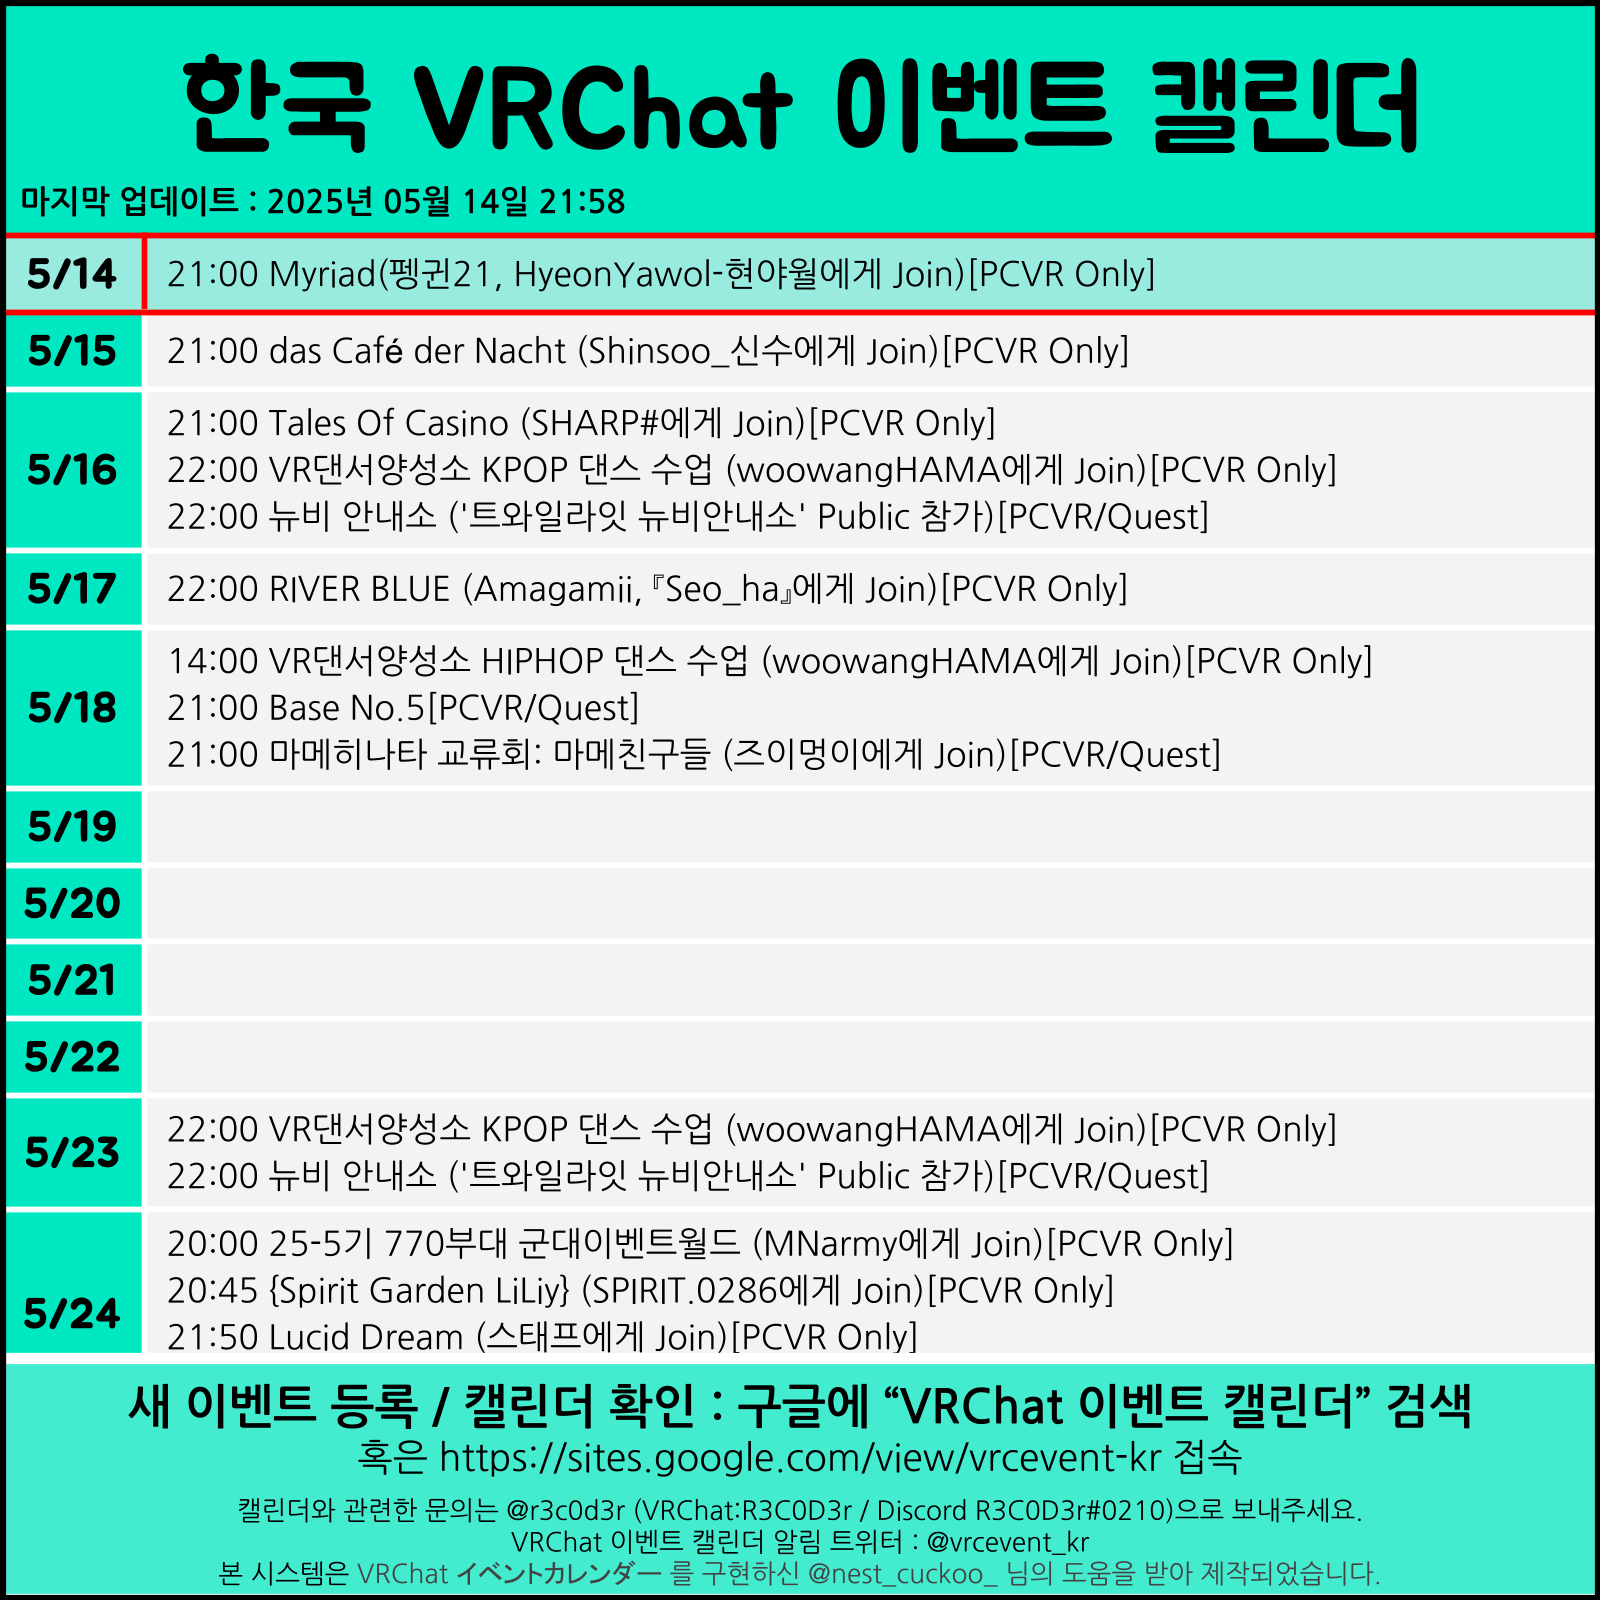 한국 VRChat 이벤트 캘린더
마지막 업데이트 : 2025년 05월 14일 21:58
5/14
21:00 Myriad(펭귄21, HyeonYawol-현야월에게 Join)[PCVR Only]
5/15
21:00 das Café der Nacht (Shinsoo_신수에게 Join)[PCVR Only]
5/16
21:00 Tales Of Casino (SHARP#에게 Join)[PCVR Only]
22:00 VR댄서양성소 KPOP 댄스 수업 (woowangHAMA에게 Join)[PCVR Only]
22:00 뉴비 안내소 ('트와일라잇 뉴비안내소' Public 참가)[PCVR/Quest]
5/17
22:00 RIVER BLUE (Amagamii,『Seo_ha』에게 Join)[PCVR Only]
5/18
14:00 VR댄서양성소 HIPHOP 댄스 수업 (woowangHAMA에게 Join)[PCVR Only]
21:00 Base No.5[PCVR/Quest]
21:00 마메히나타 교류회: 마메친구들 (즈이멍이에게 Join)[PCVR/Quest]
5/19
5/20
5/21
5/22
5/23
22:00 VR댄서양성소 KPOP 댄스 수업 (woowangHAMA에게 Join)[PCVR Only]
22:00 뉴비 안내소 ('트와일라잇 뉴비안내소' Public 참가)[PCVR/Quest]
5/24
20:00 25-5기 770부대 군대이벤트월드 (MNarmy에게 Join)[PCVR Only]
20:45 {Spirit Garden LiLiy} (SPIRIT.0286에게 Join)[PCVR Only]
21:50 Lucid Dream (스태프에게 Join)[PCVR Only]
새 이벤트 등록 / 캘린더 확인 : 구글에 “VRChat 이벤트 캘린더” 검색
혹은 https://sites.google.com/view/vrcevent-kr 접속
캘린더와 관련한 문의는 @r3c0d3r (VRChat:R3C0D3r / Discord R3C0D3r#0210)으로 보내주세요.
VRChat 이벤트 캘린더 알림 트위터 : @vrcevent_kr
본 시스템은 VRChat イベントカレンダー 를 구현하신 @nest_cuckoo_ 님의 도움을 받아 제작되었습니다.